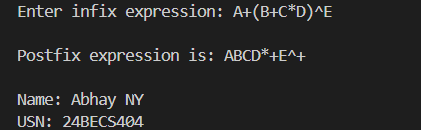 Enter infix expression: A+(B+C*D)^E
Postfix expression is: ABCD*+E^+
Name: Abhay NY
USN: 24BECS404